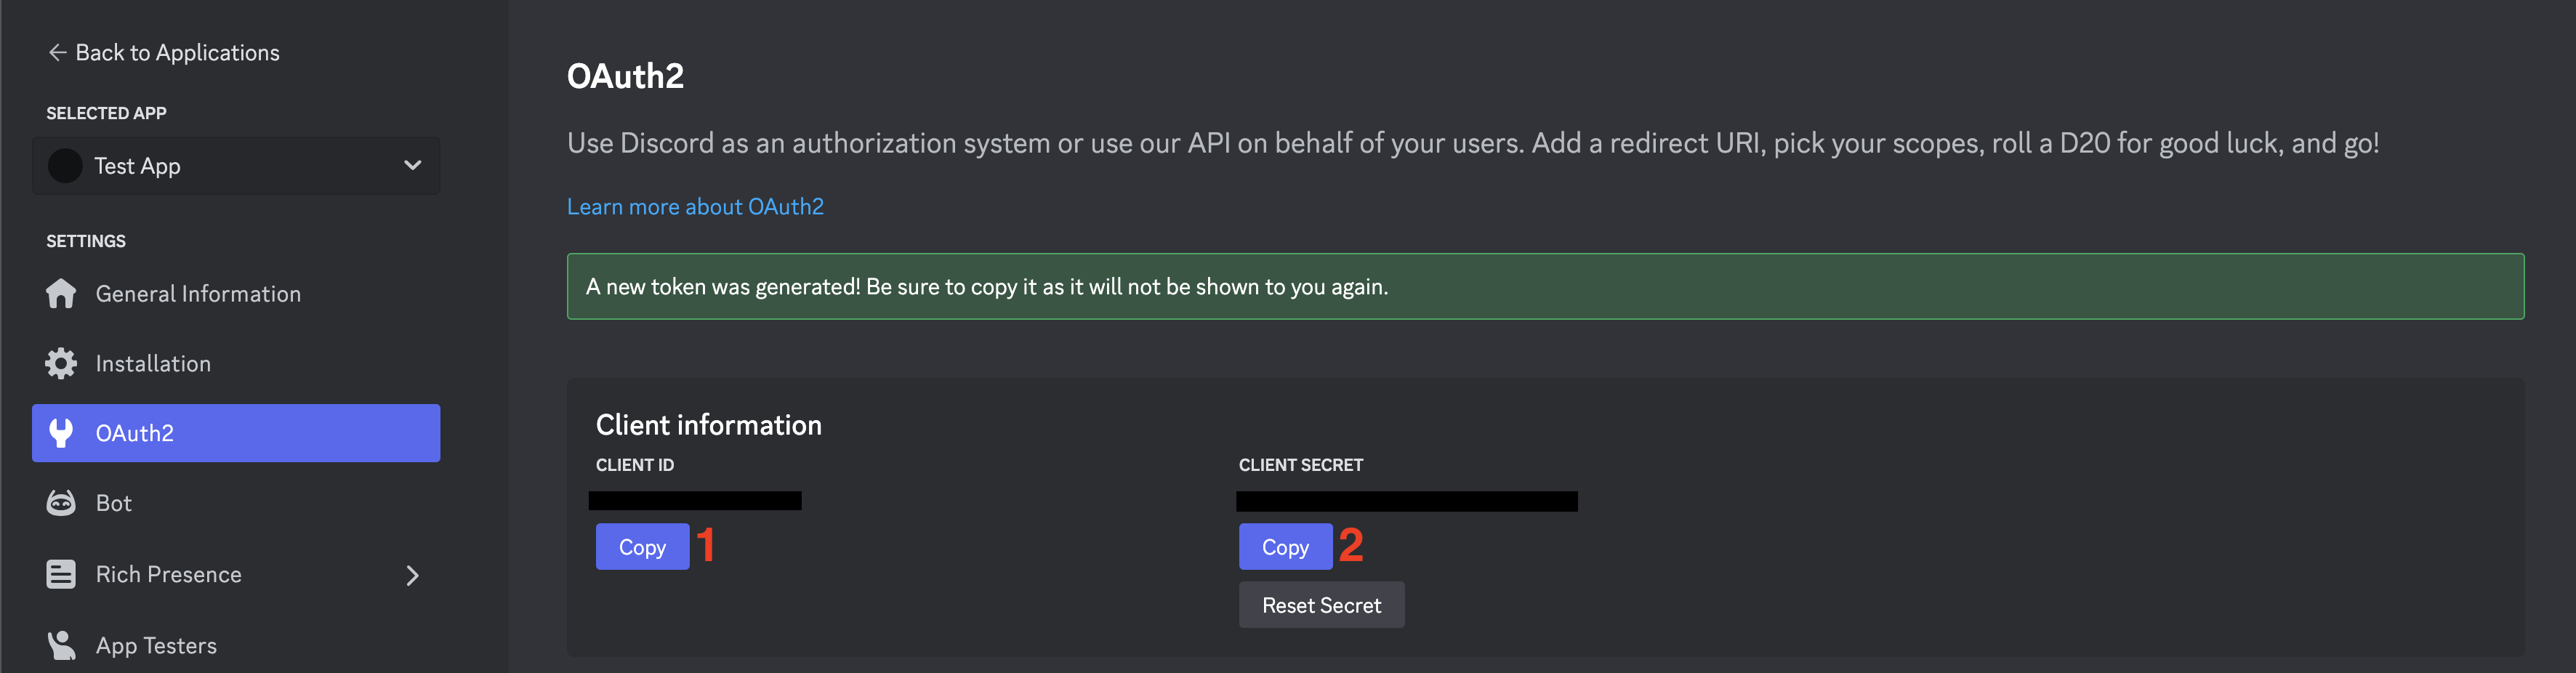 Back to Applications
SELECTED APP
Test App
SETTINGS
General Information
Installation
OAuth2
Bot
Rich Presence
App Testers
OAuth2
Use Discord as an authorization system or use our API on behalf of your users. Add a redirect URI, pick your scopes, roll a D20 for good luck, and go!
Learn more about OAuth2
A new token was generated! Be sure to copy it as it will not be shown to you again.
Client information
CLIENT ID
Copy 1
CLIENT SECRET
Copy 2
Reset Secret